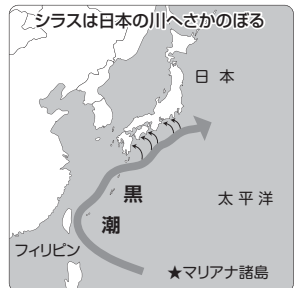 シラスは日本の川へさかのぼる
日本
黒潮
太平洋
フィリピン
★マリアナ諸島